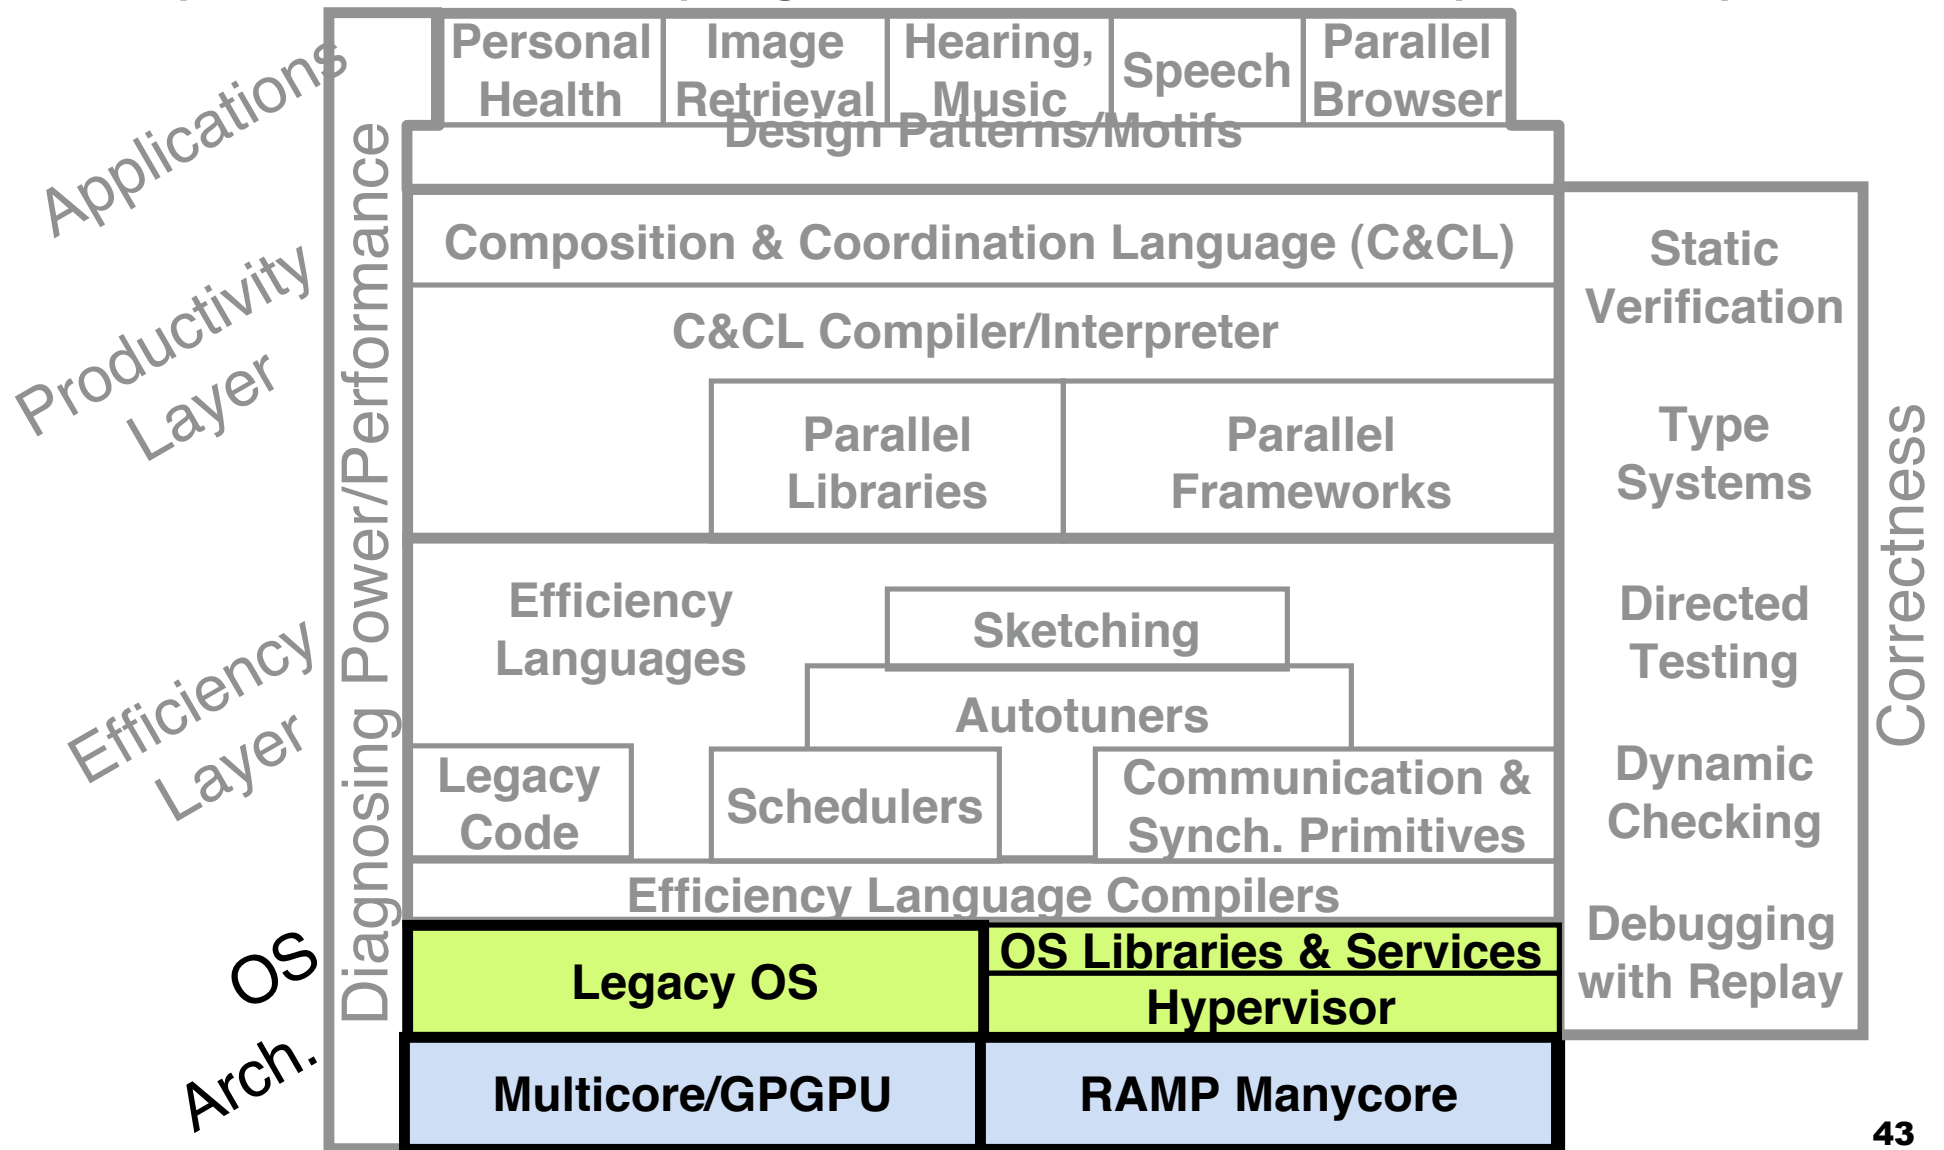 Applications
Productivity
Layer
Efficiency
Layer
OS
Arch.
Diagnosing Power/Performance
Personal
Health
Image
Retrieval
Hearing,
Music
Speech
Parallel
Browser
Design Patterns/Motifs
Composition & Coordination Language (C&CL)
C&CL Compiler/Interpreter
Parallel
Libraries
Parallel
Frameworks
Efficiency
Languages
Sketching
Autotuners
Legacy
Code
Schedulers
Communication &
Synch. Primitives
Efficiency Language Compilers
Legacy OS
OS Libraries & Services
Hypervisor
Multicore/GPGPU
RAMP Manycore
Static
Verification
Type
Systems
Directed
Testing
Dynamic
Checking
Debugging
with Replay
Correctness
43